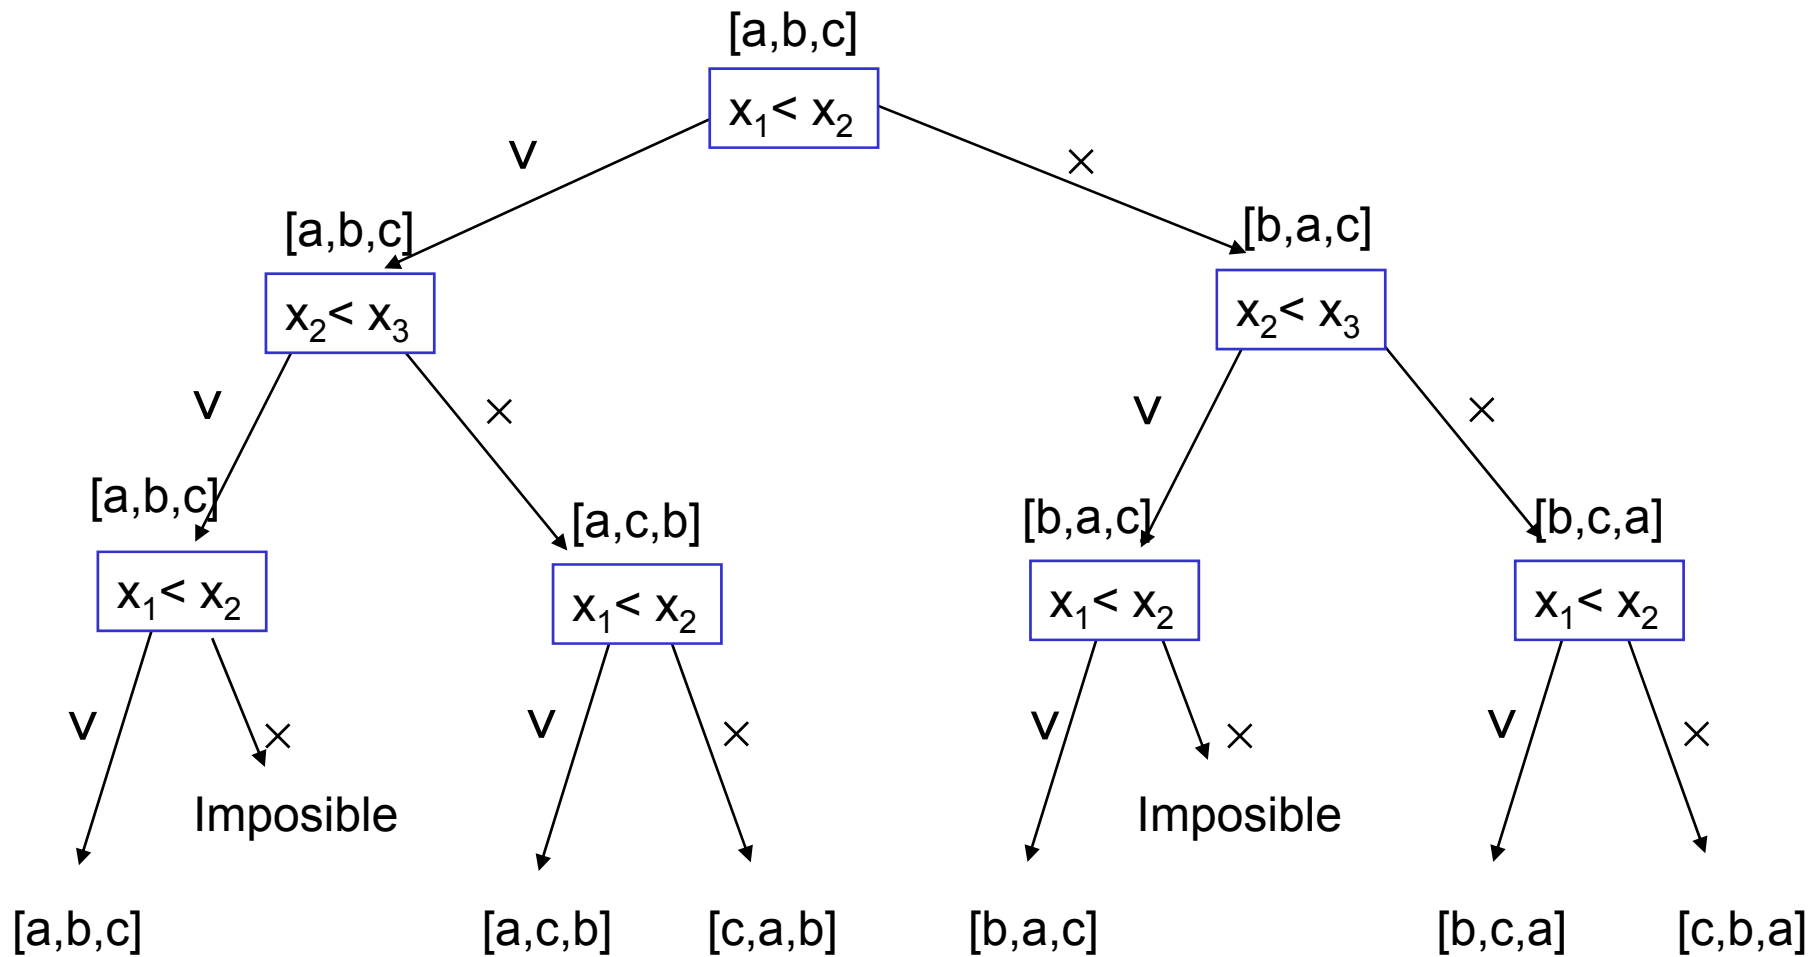 [a,b,c]
x₁< x₂
v ×
[a,b,c] [b,a,c]
x₂< x₃ x₂< x₃
v × v ×
[a,b,c] [a,c,b] [b,a,c] [b,c,a]
x₁< x₂ x₁< x₂ x₁< x₂ x₁< x₂
v × v × v × v ×
Imposible Imposible
[a,b,c] [a,c,b] [c,a,b] [b,a,c] [b,c,a] [c,b,a]